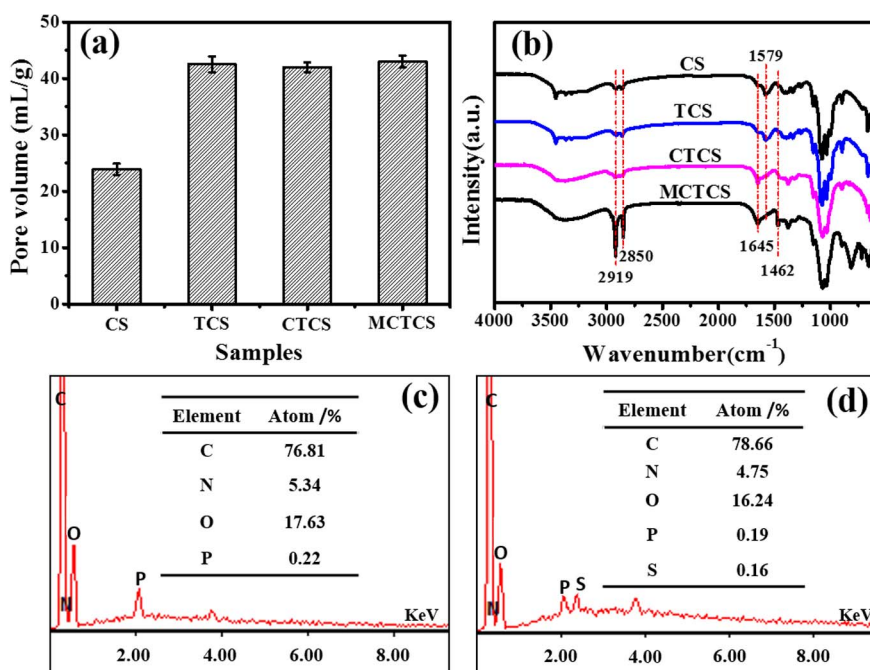 (a)
Pore volume (mL/g)
50
40
30
20
10
0
CS TCS CTCS MCTCS
Samples
(b)
Intensity(a.u.)
1579
CS
TCS
CTCS
MCTCS
2850
2919
1645
1462
4000 3500 3000 2500 2000 1500 1000
Wavenumber(cm⁻¹)
(c)
C
O
N
P
Element Atom /%
C 76.81
N 5.34
O 17.63
P 0.22
KeV
2.00 4.00 6.00 8.00
(d)
C
O
N
P S
Element Atom /%
C 78.66
N 4.75
O 16.24
P 0.19
S 0.16
KeV
2.00 4.00 6.00 8.00